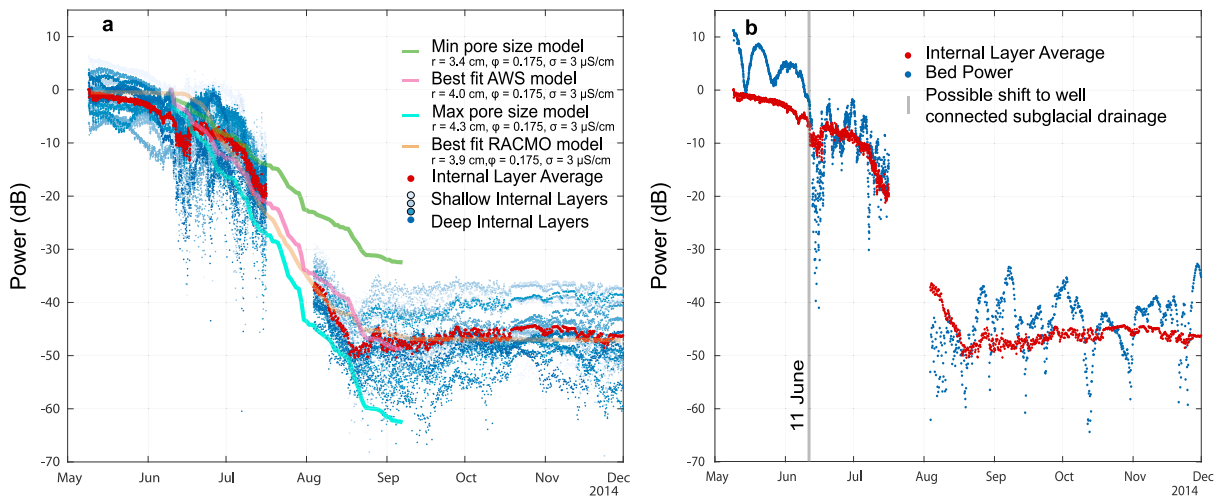 a
10
0
-10
-20
-30
-40
-50
-60
-70
Power (dB)
May
Jun
Jul
Aug
Sep
Oct
Nov
Dec
2014
Min pore size model
r = 3.4 cm, φ = 0.175, σ = 3 µS/cm
Best fit AWS model
r = 4.0 cm, φ = 0.175, σ = 3 µS/cm
Max pore size model
r = 4.3 cm, φ = 0.175, σ = 3 µS/cm
Best fit RACMO model
r = 3.9 cm,φ = 0.175, σ = 3 µS/cm
Internal Layer Average
Shallow Internal Layers
Deep Internal Layers
b
10
0
-10
-20
-30
-40
-50
-60
-70
Power (dB)
May
Jun
Jul
Aug
Sep
Oct
Nov
Dec
2014
Internal Layer Average
Bed Power
Possible shift to well
connected subglacial drainage
11 June